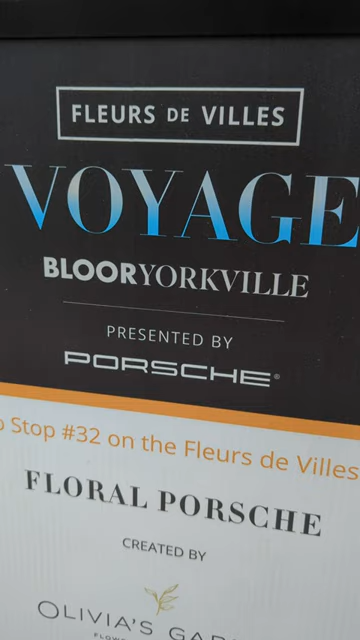 FLEURS DE VILLES
VOYAGE
BLOORYORKVILLE
PRESENTED BY
PORSCHE®
Stop #32 on the Fleurs de Villes
FLORAL PORSCHE
CREATED BY
OLIVIA'S